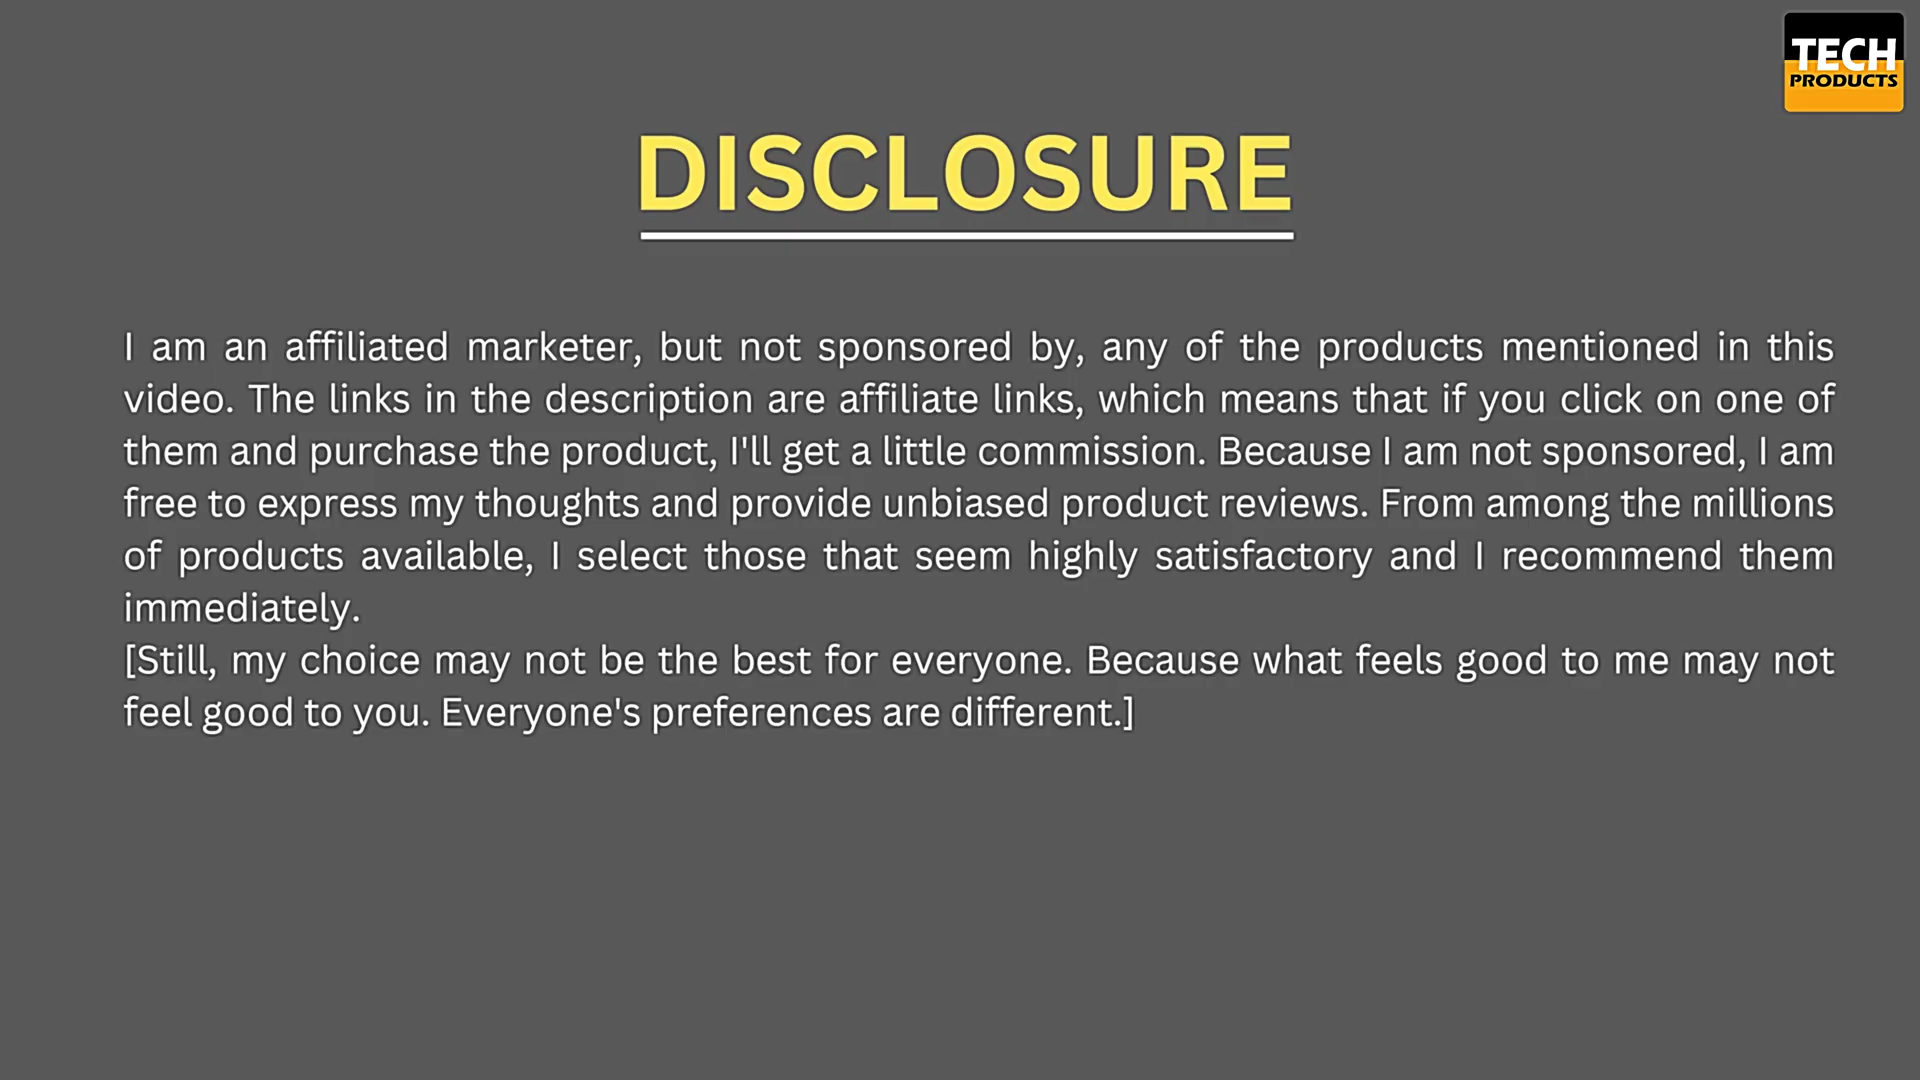 TECH
PRODUCTS
DISCLOSURE
I am an affiliated marketer, but not sponsored by, any of the products mentioned in this
video. The links in the description are affiliate links, which means that if you click on one of
them and purchase the product, I'll get a little commission. Because I am not sponsored, I am
free to express my thoughts and provide unbiased product reviews. From among the millions
of products available, I select those that seem highly satisfactory and I recommend them
immediately.
[Still, my choice may not be the best for everyone. Because what feels good to me may not
feel good to you. Everyone's preferences are different.]